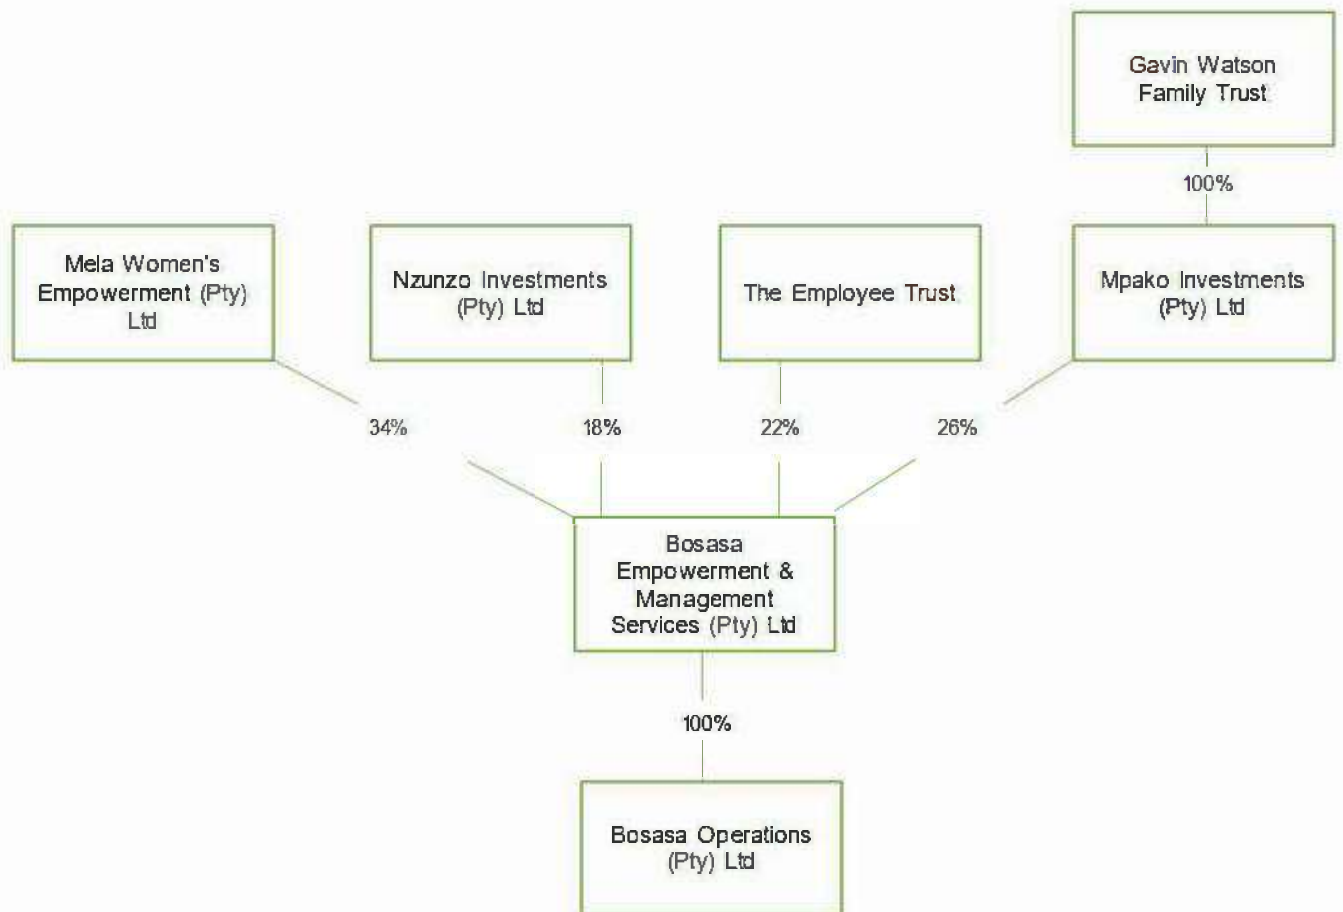 Gavin Watson
Family Trust
100%
Mela Women's
Empowerment (Pty)
Ltd
Nzunzo Investments
(Pty) Ltd
The Employee Trust
Mpako Investments
(Pty) Ltd
34%
18%
22%
26%
Bosasa
Empowerment &
Management
Services (Pty) Ltd
100%
Bosasa Operations
(Pty) Ltd